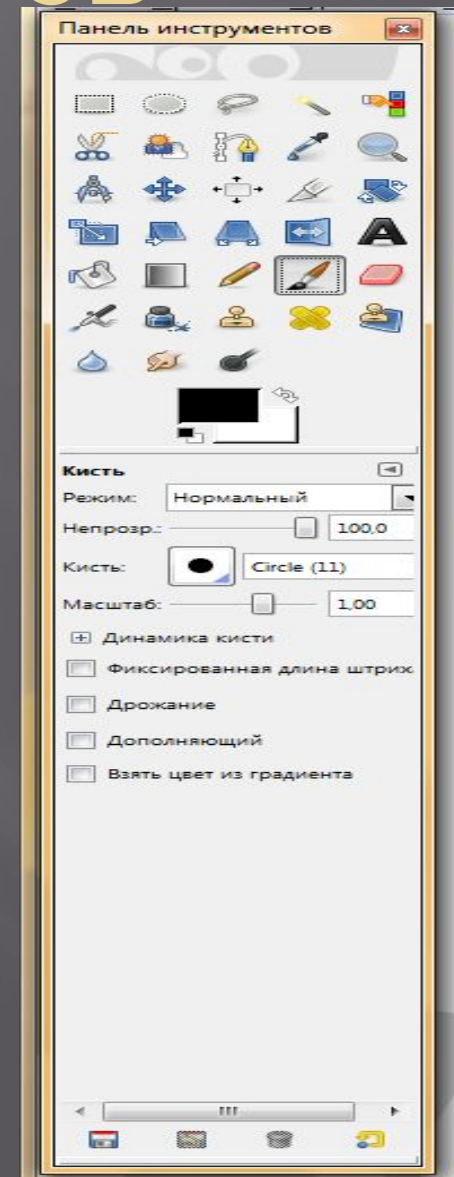 Панель инструментов
Кисть
Режим: Нормальный
Непрозр.: 100,0
Кисть: Circle (11)
Масштаб: 1,00
Динамика кисти
Фиксированная длина штрих
Дрожание
Дополняющий
Взять цвет из градиента